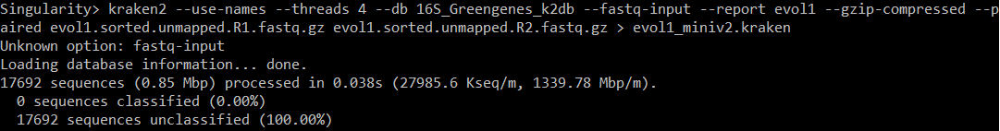 Singularity> kraken2 --use-names --threads 4 --db 16S_Greengenes_k2db --fastq-input --report evol1 --gzip-compressed --p
aired evol1.sorted.unmapped.R1.fastq.gz evol1.sorted.unmapped.R2.fastq.gz > evol1_miniv2.kraken
Unknown option: fastq-input
Loading database information... done.
17692 sequences (0.85 Mbp) processed in 0.038s (27985.6 Kseq/m, 1339.78 Mbp/m).
  0 sequences classified (0.00%)
  17692 sequences unclassified (100.00%)